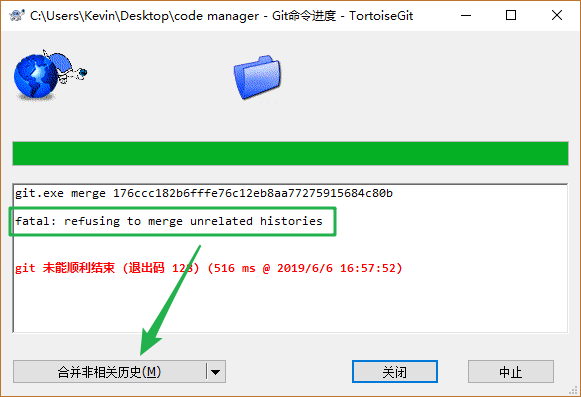 C:\Users\Kevin\Desktop\code manager - Git命令进度 - TortoiseGit
git.exe merge 176ccc182b6fffe76c12eb8aa77275915684c80b
fatal: refusing to merge unrelated histories
git 未能顺利结束 (退出码 128) (516 ms @ 2019/6/6 16:57:52)
合并非相关历史(M)
关闭
中止